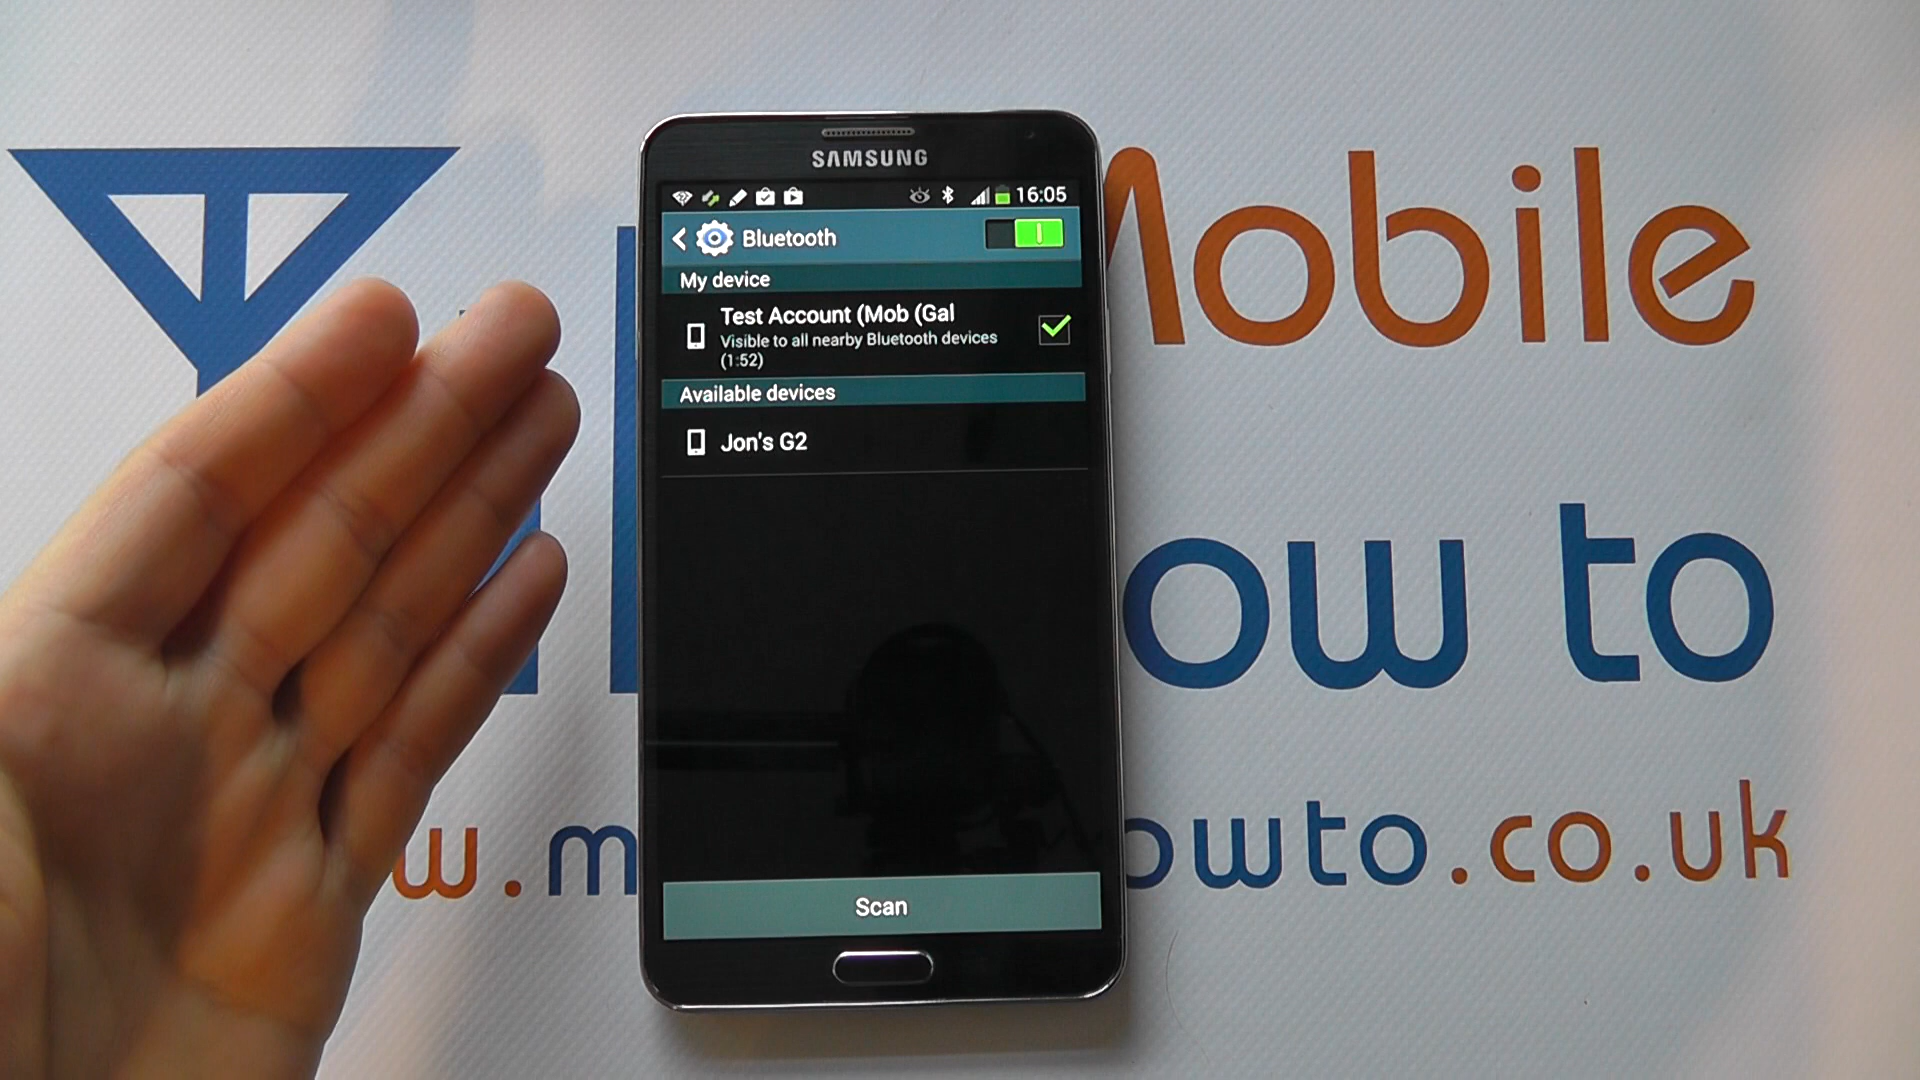 SAMSUNG
16:05
Bluetooth
My device
Test Account (Mob (Gal
Visible to all nearby Bluetooth devices
(1:52)
Available devices
Jon's G2
Scan
Mobile
ow to
w.m
owto.co.uk